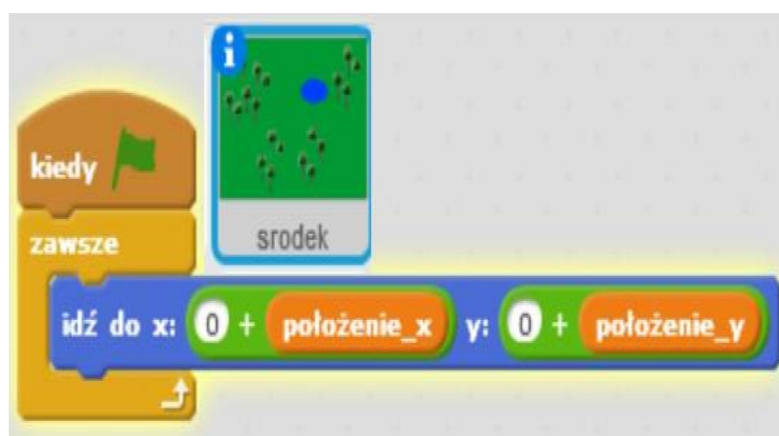 i
kiedy
zawsze
srodek
idź do x: 0 + położenie_x y: 0 + położenie_y